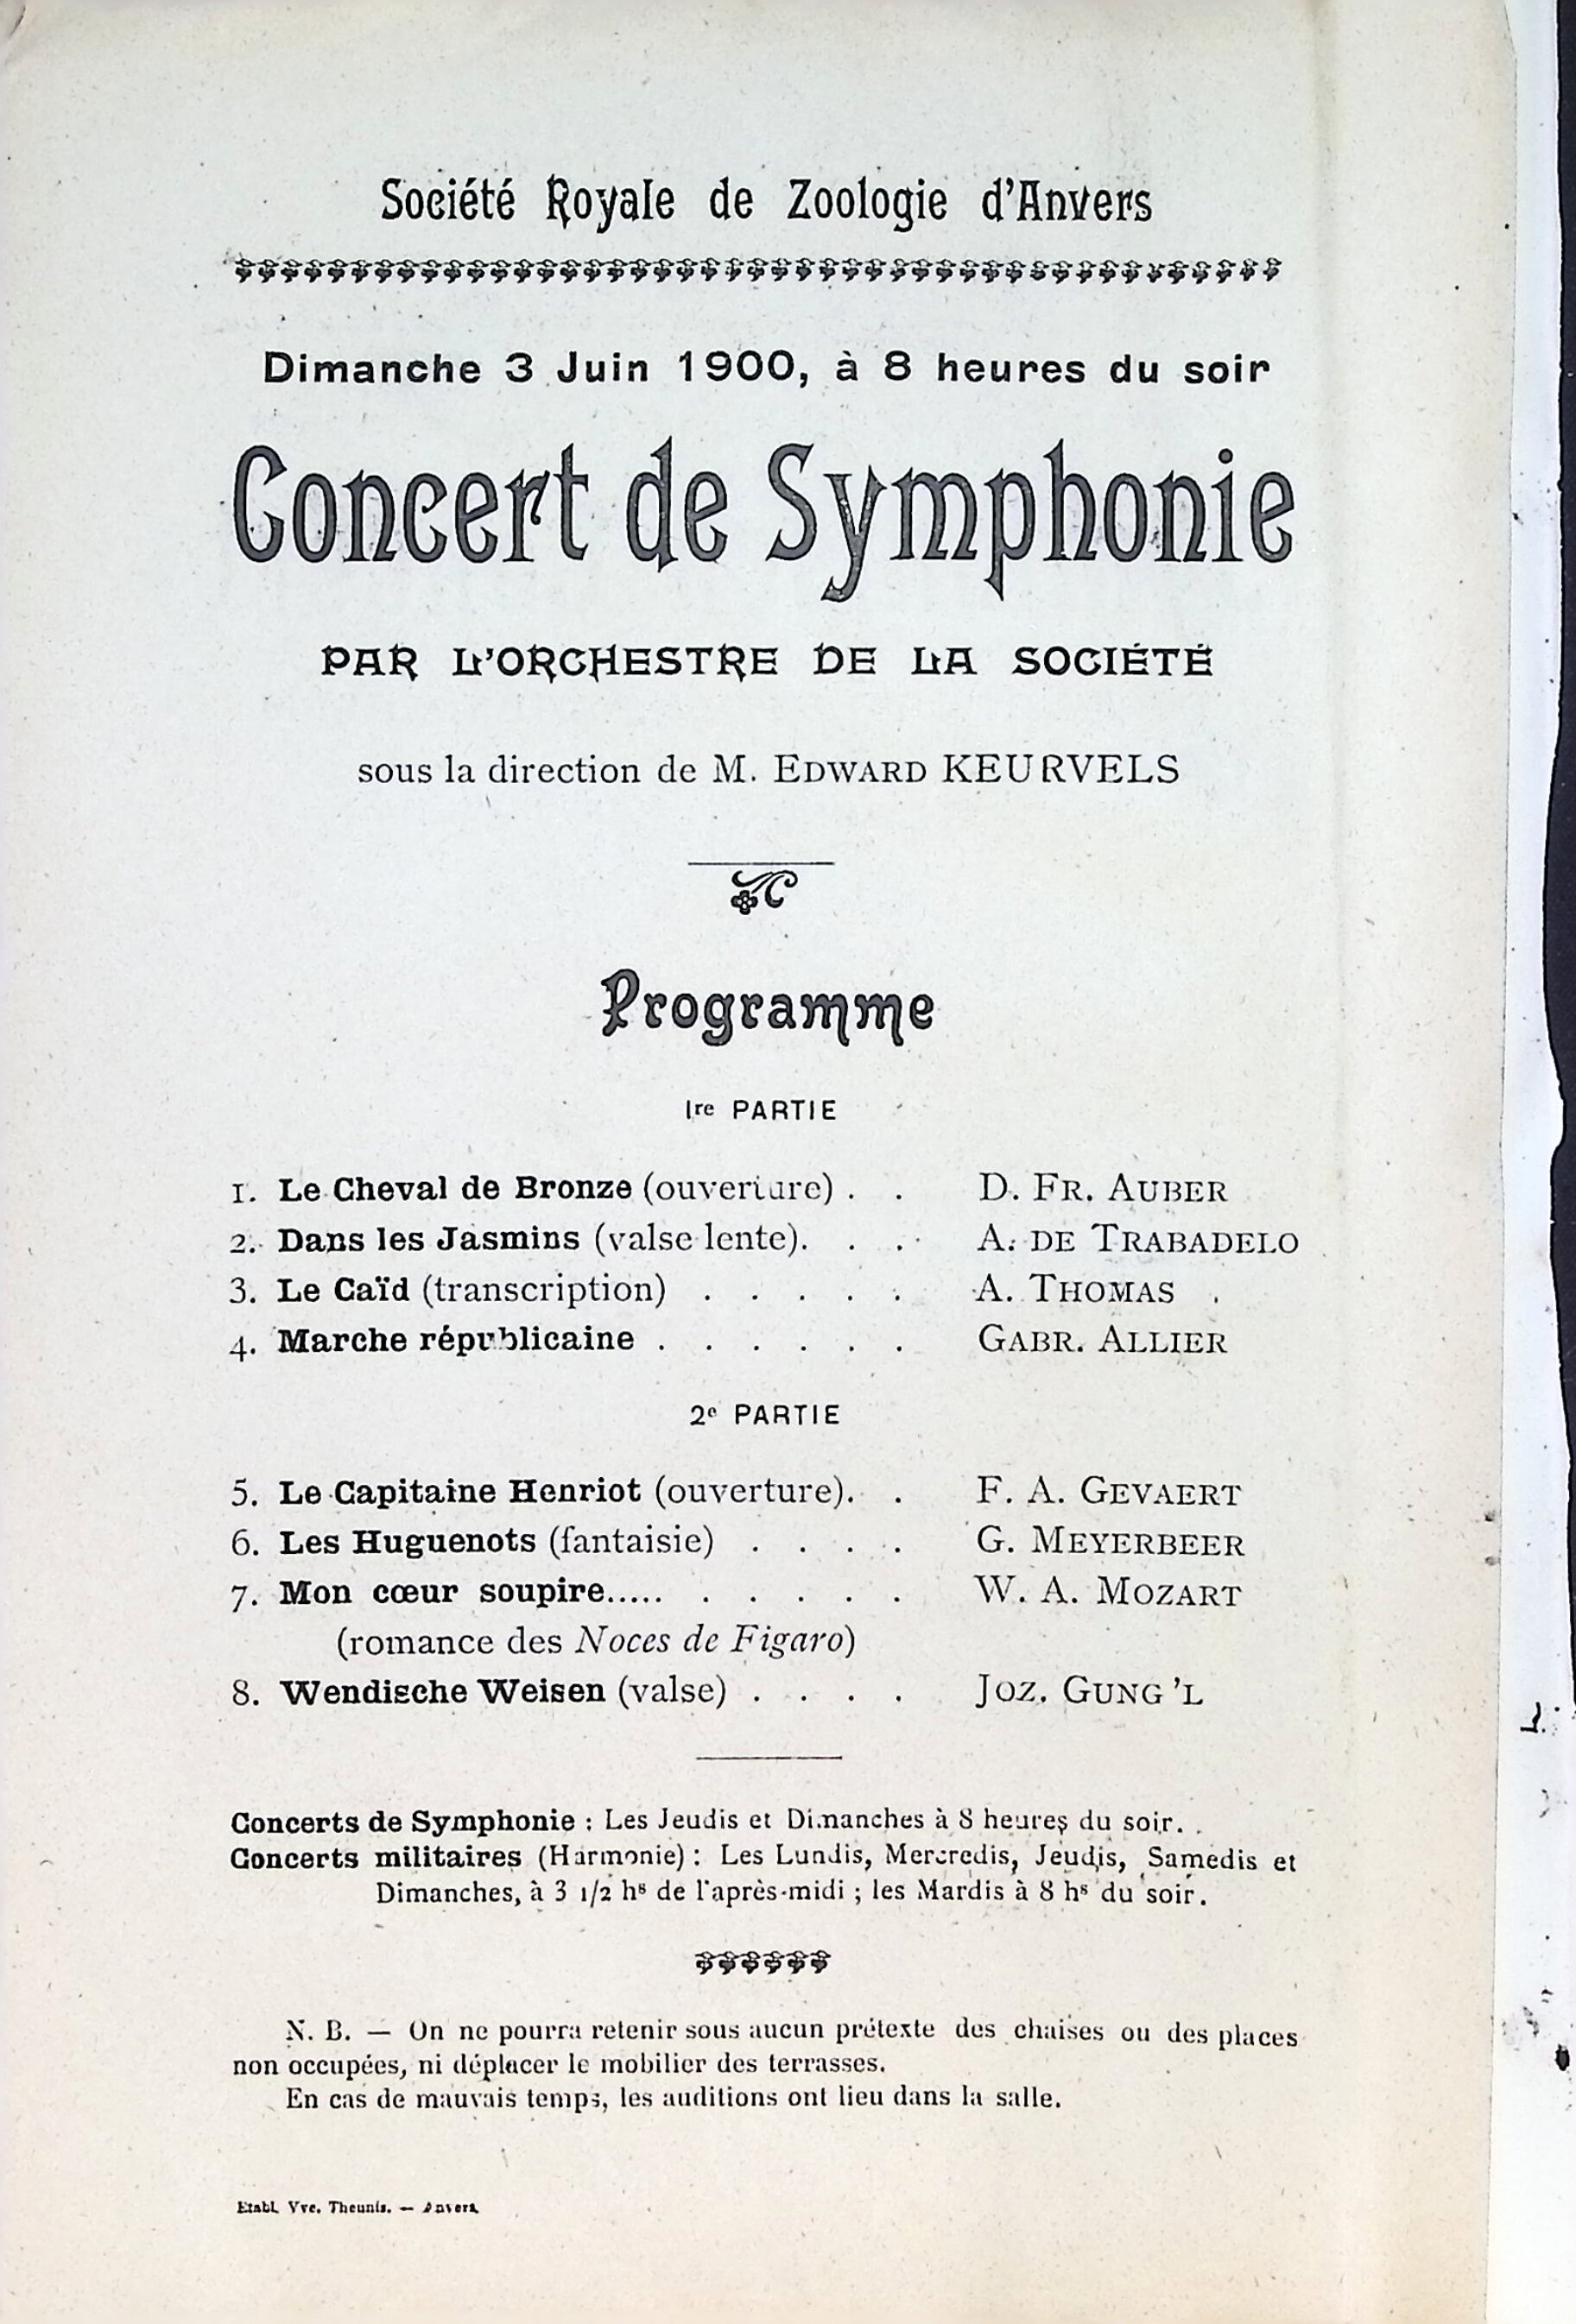 Société Royale de Zoologie d'Anvers
Dimanche 3 Juin 1900, à 8 heures du soir
Concert de Symphonie
PAR L'ORCHESTRE DE LA SOCIÉTÉ
sous la direction de M. EDWARD KEURVELS
Programme
1re PARTIE
1. Le Cheval de Bronze (ouverture) . . D. FR. AUBER
2. Dans les Jasmins (valse lente). . . A. DE TRABADELO
3. Le Caïd (transcription) . . . . . A. THOMAS
4. Marche républicaine . . . . . . GABR. ALLIER
2e PARTIE
5. Le Capitaine Henriot (ouverture). . F. A. GEVAERT
6. Les Huguenots (fantaisie) . . . . G. MEYERBEER
7. Mon cœur soupire..... . . . . . W. A. MOZART
(romance des Noces de Figaro)
8. Wendische Weisen (valse) . . . . JOZ. GUNG'L
Concerts de Symphonie : Les Jeudis et Dimanches à 8 heures du soir.
Concerts militaires (Harmonie) : Les Lundis, Mercredis, Jeudis, Samedis et
Dimanches, à 3 1/2 hs de l'après-midi ; les Mardis à 8 hs du soir.
N. B. — On ne pourra retenir sous aucun prétexte des chaises ou des places
non occupées, ni déplacer le mobilier des terrasses.
En cas de mauvais temps, les auditions ont lieu dans la salle.
Etabl. Vve. Theunis. — Anvers